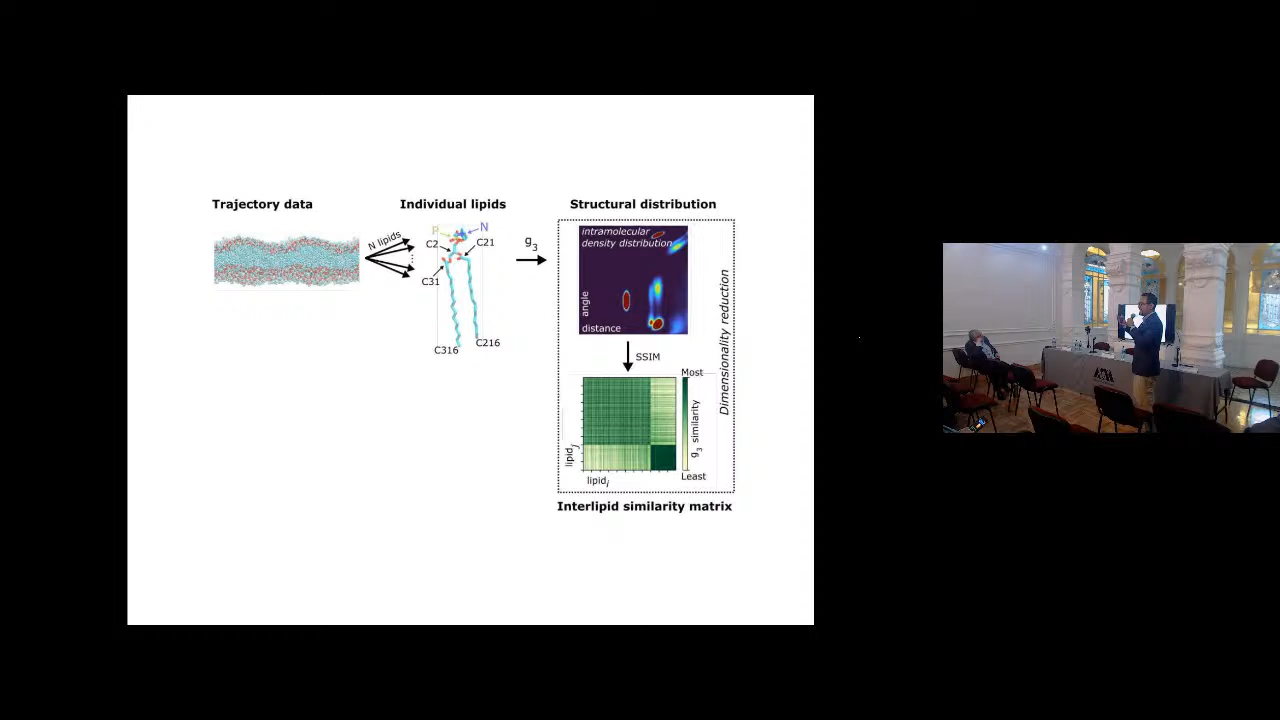 Trajectory data
Individual lipids
Structural distribution
N lipids
P
N
C2
C21
C31
C316
C216
g3
intramolecular
density distribution
angle
distance
SSIM
Dimensionality reduction
Most
g3 similarity
Least
lipidj
lipidi
Interlipid similarity matrix